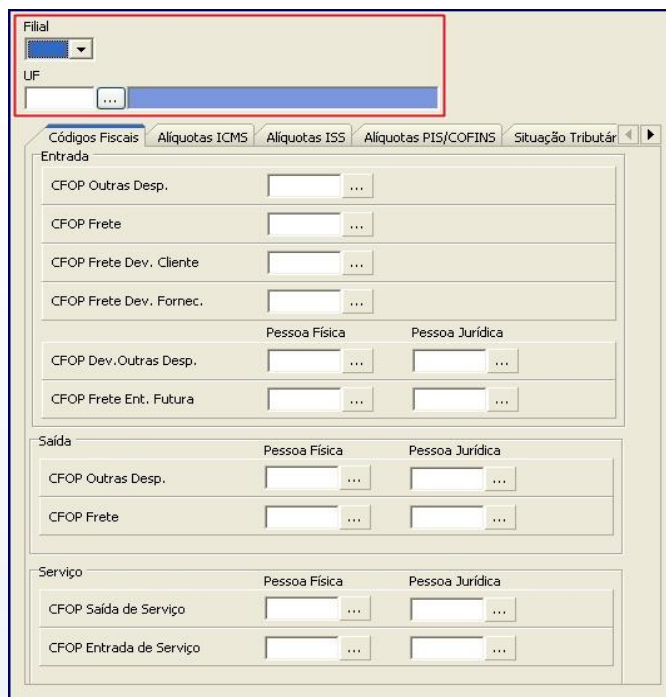 Filial
UF
...
Códigos Fiscais Alíquotas ICMS Alíquotas ISS Alíquotas PIS/COFINS Situação Tributár
Entrada
CFOP Outras Desp. ...
CFOP Frete ...
CFOP Frete Dev. Cliente ...
CFOP Frete Dev. Fornec. ...
Pessoa Física Pessoa Jurídica
CFOP Dev.Outras Desp. ... ...
CFOP Frete Ent. Futura ... ...
Saída
Pessoa Física Pessoa Jurídica
CFOP Outras Desp. ... ...
CFOP Frete ... ...
Serviço
Pessoa Física Pessoa Jurídica
CFOP Saída de Serviço ... ...
CFOP Entrada de Serviço ... ...